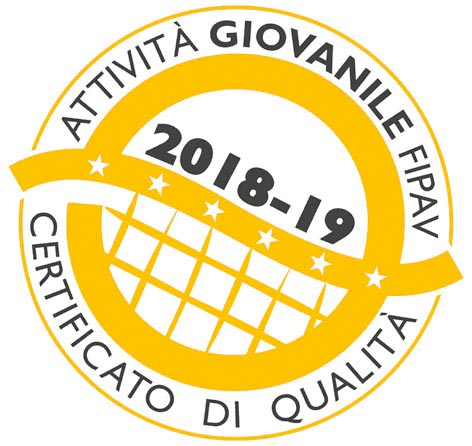 ATTIVITÀ GIOVANILE FIPAV
2018-19
CERTIFICATO DI QUALITÀ